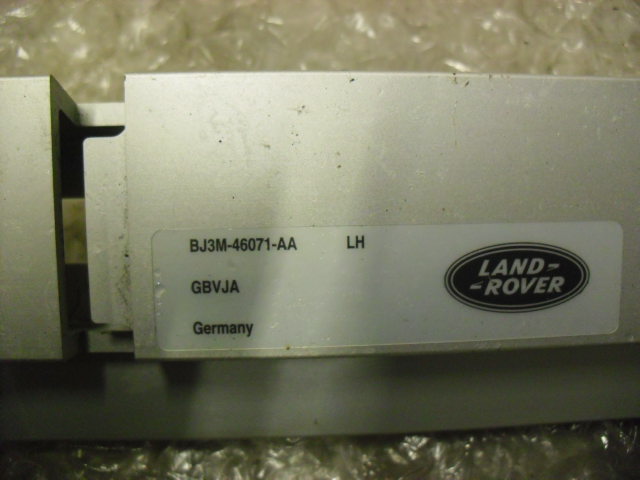 BJ3M-46071-AA LH
GBVJA
Germany
LAND-
-ROVER